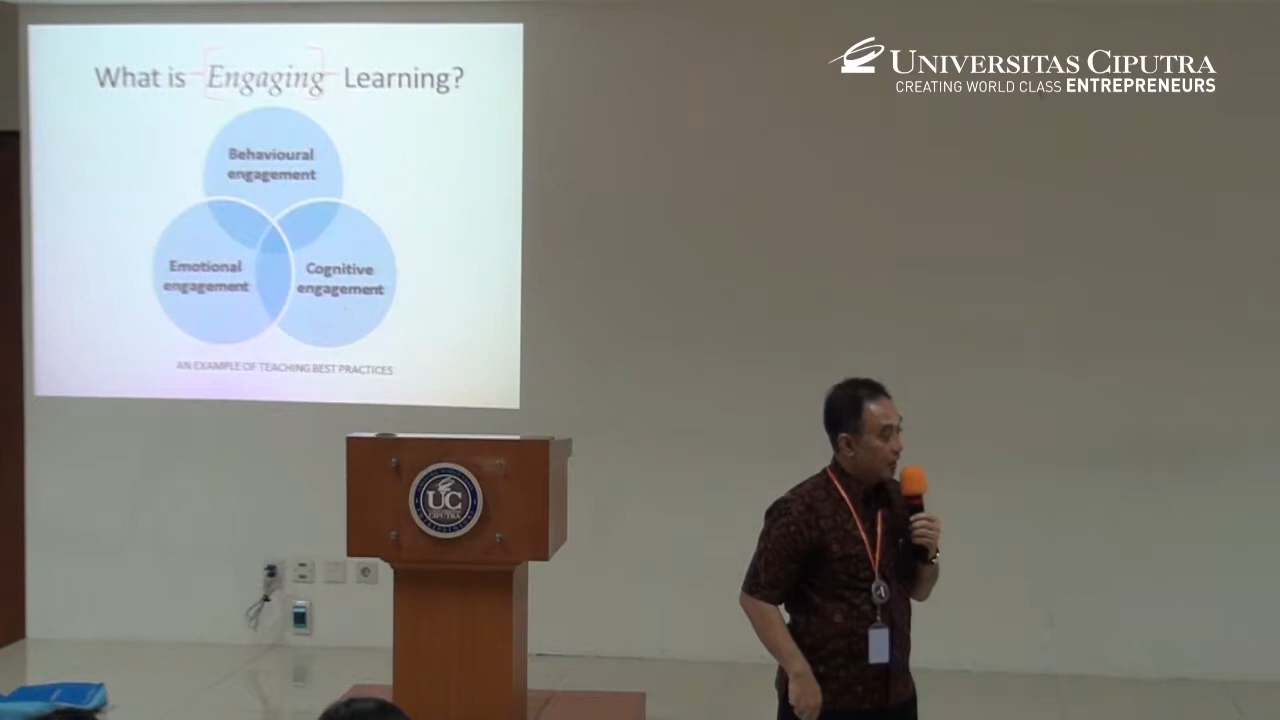 What is Engaging Learning?
Behavioural
engagement
Emotional
engagement
Cognitive
engagement
AN EXAMPLE OF TEACHING BEST PRACTICES
UNIVERSITAS CIPUTRA
CREATING WORLD CLASS ENTREPRENEURS
UC
CIPUTRA